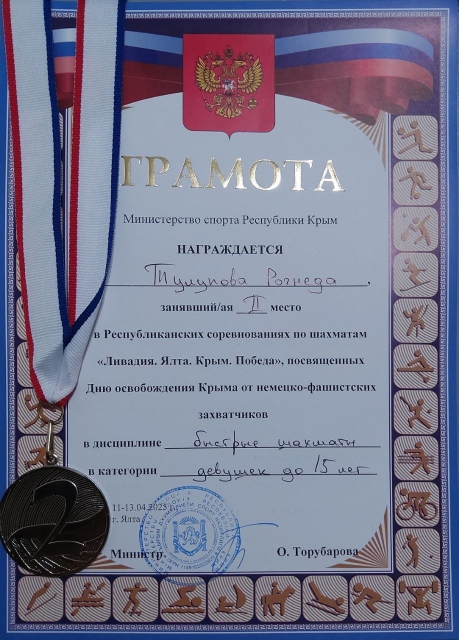 ГРАМОТА
Министерство спорта Республики Крым
НАГРАЖДАЕТСЯ
Тулупова Рогнеда,
занявший/ая II место
в Республиканских соревнованиях по шахматам
«Ливадия. Ялта. Крым. Победа», посвященных
Дню освобождения Крыма от немецко-фашистских
захватчиков
в дисциплине быстрые шахматы
в категории девушек до 15 лет
2
11-13.04.2025 г.
г. Ялта
Министр. О. Торубарова